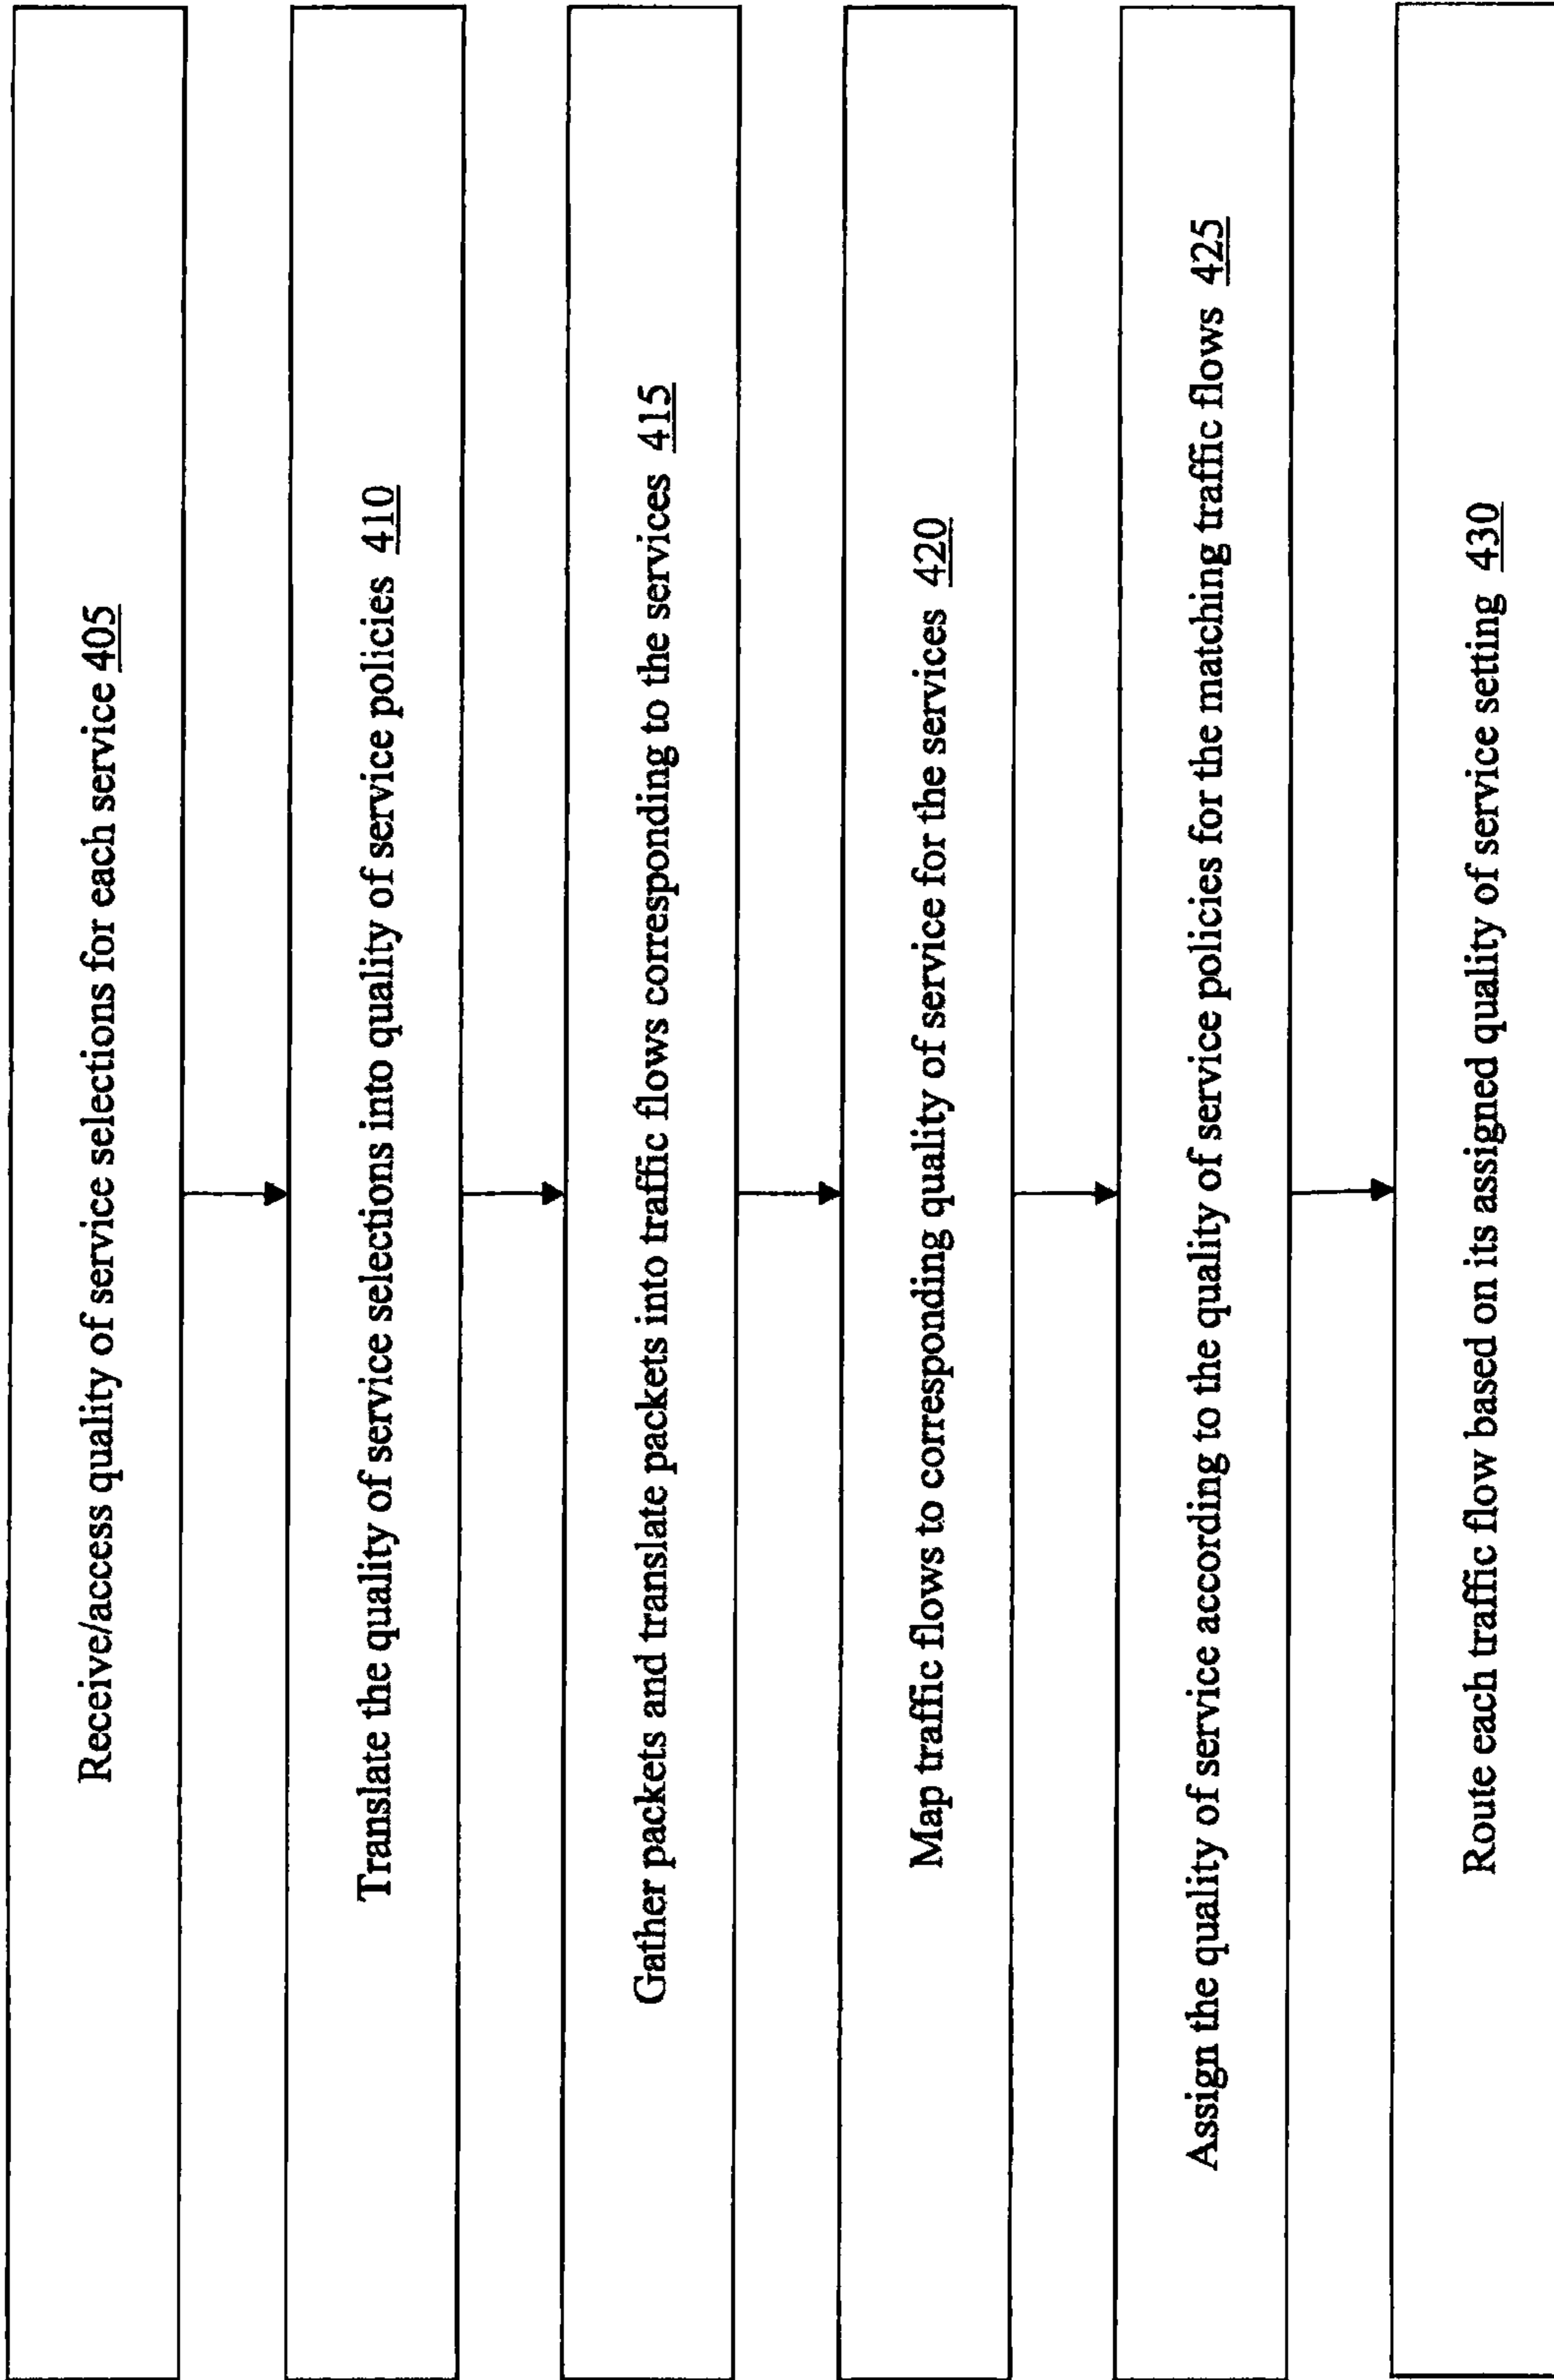 Receive/access quality of service selections for each service 405
Translate the quality of service selections into quality of service policies 410
Gather packets and translate packets into traffic flows corresponding to the services 415
Map traffic flows to corresponding quality of service for the services 420
Assign the quality of service according to the quality of service policies for the matching traffic flows 425
Route each traffic flow based on its assigned quality of service setting 430